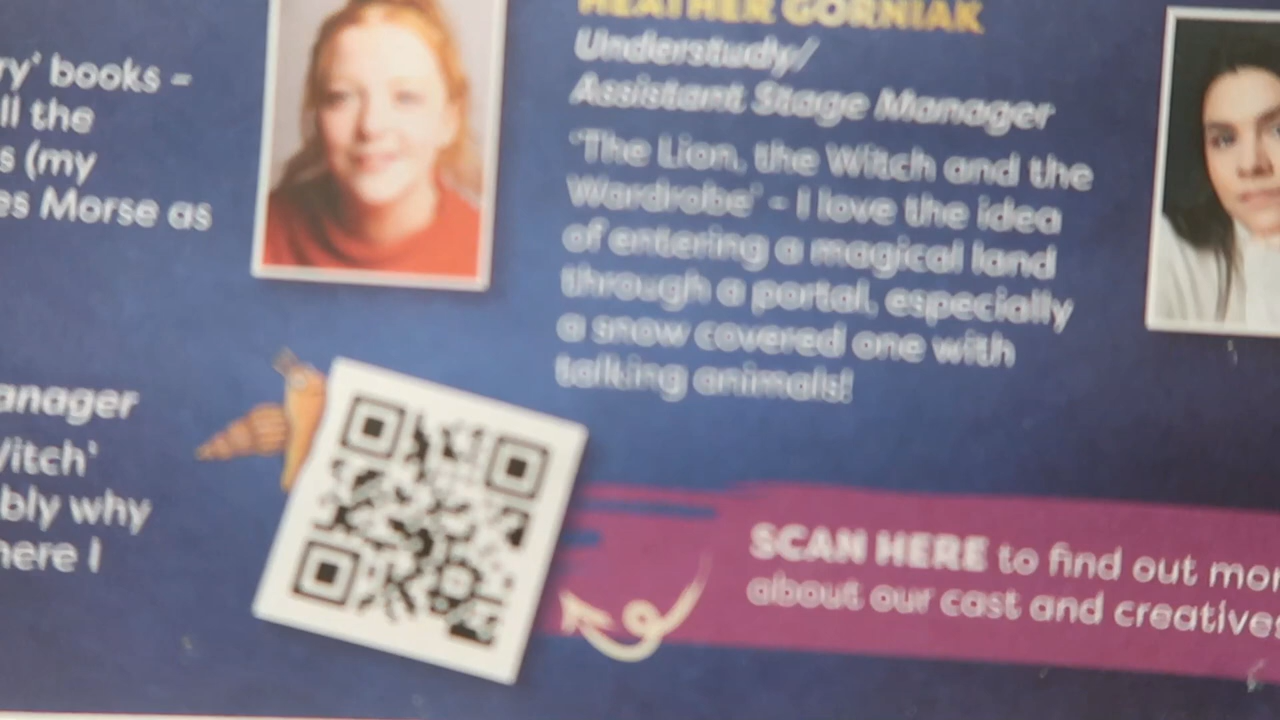 ry' books –
ll the
s (my
es Morse as
anager
Vitch'
bly why
here I
HEATHER GORNIAK
Understudy/
Assistant Stage Manager
'The Lion, the Witch and the
Wardrobe' – I love the idea
of entering a magical land
through a portal, especially
a snow covered one with
talking animals!
SCAN HERE to find out mor
about our cast and creatives